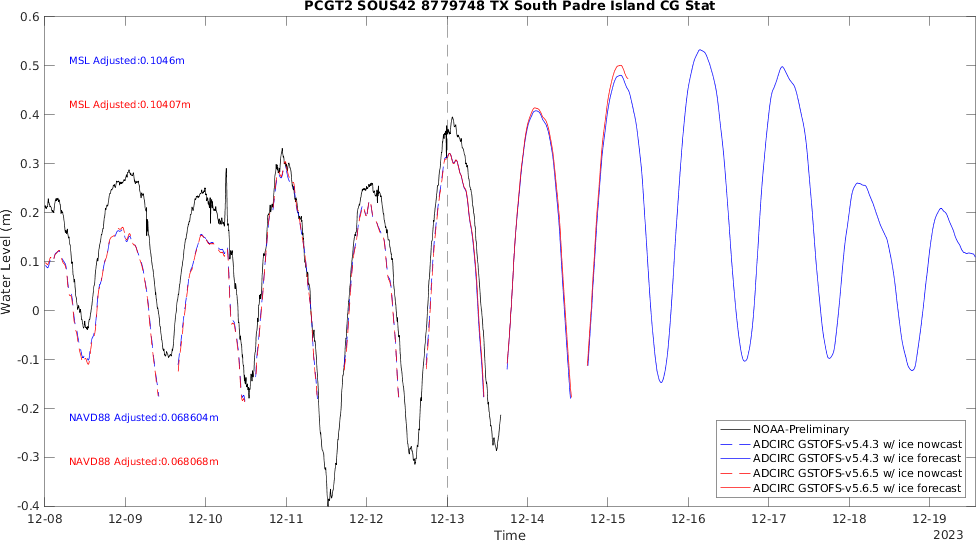 PCGT2 SOUS42 8779748 TX South Padre Island CG Stat
0.6
0.5
0.4
0.3
0.2
0.1
0
-0.1
-0.2
-0.3
-0.4
Water Level (m)
MSL Adjusted:0.1046m
MSL Adjusted:0.10407m
NAVD88 Adjusted:0.068604m
NAVD88 Adjusted:0.068068m
NOAA-Preliminary
ADCIRC GSTOFS-v5.4.3 w/ ice nowcast
ADCIRC GSTOFS-v5.4.3 w/ ice forecast
ADCIRC GSTOFS-v5.6.5 w/ ice nowcast
ADCIRC GSTOFS-v5.6.5 w/ ice forecast
12-08 12-09 12-10 12-11 12-12 12-13 12-14 12-15 12-16 12-17 12-18 12-19
Time
2023